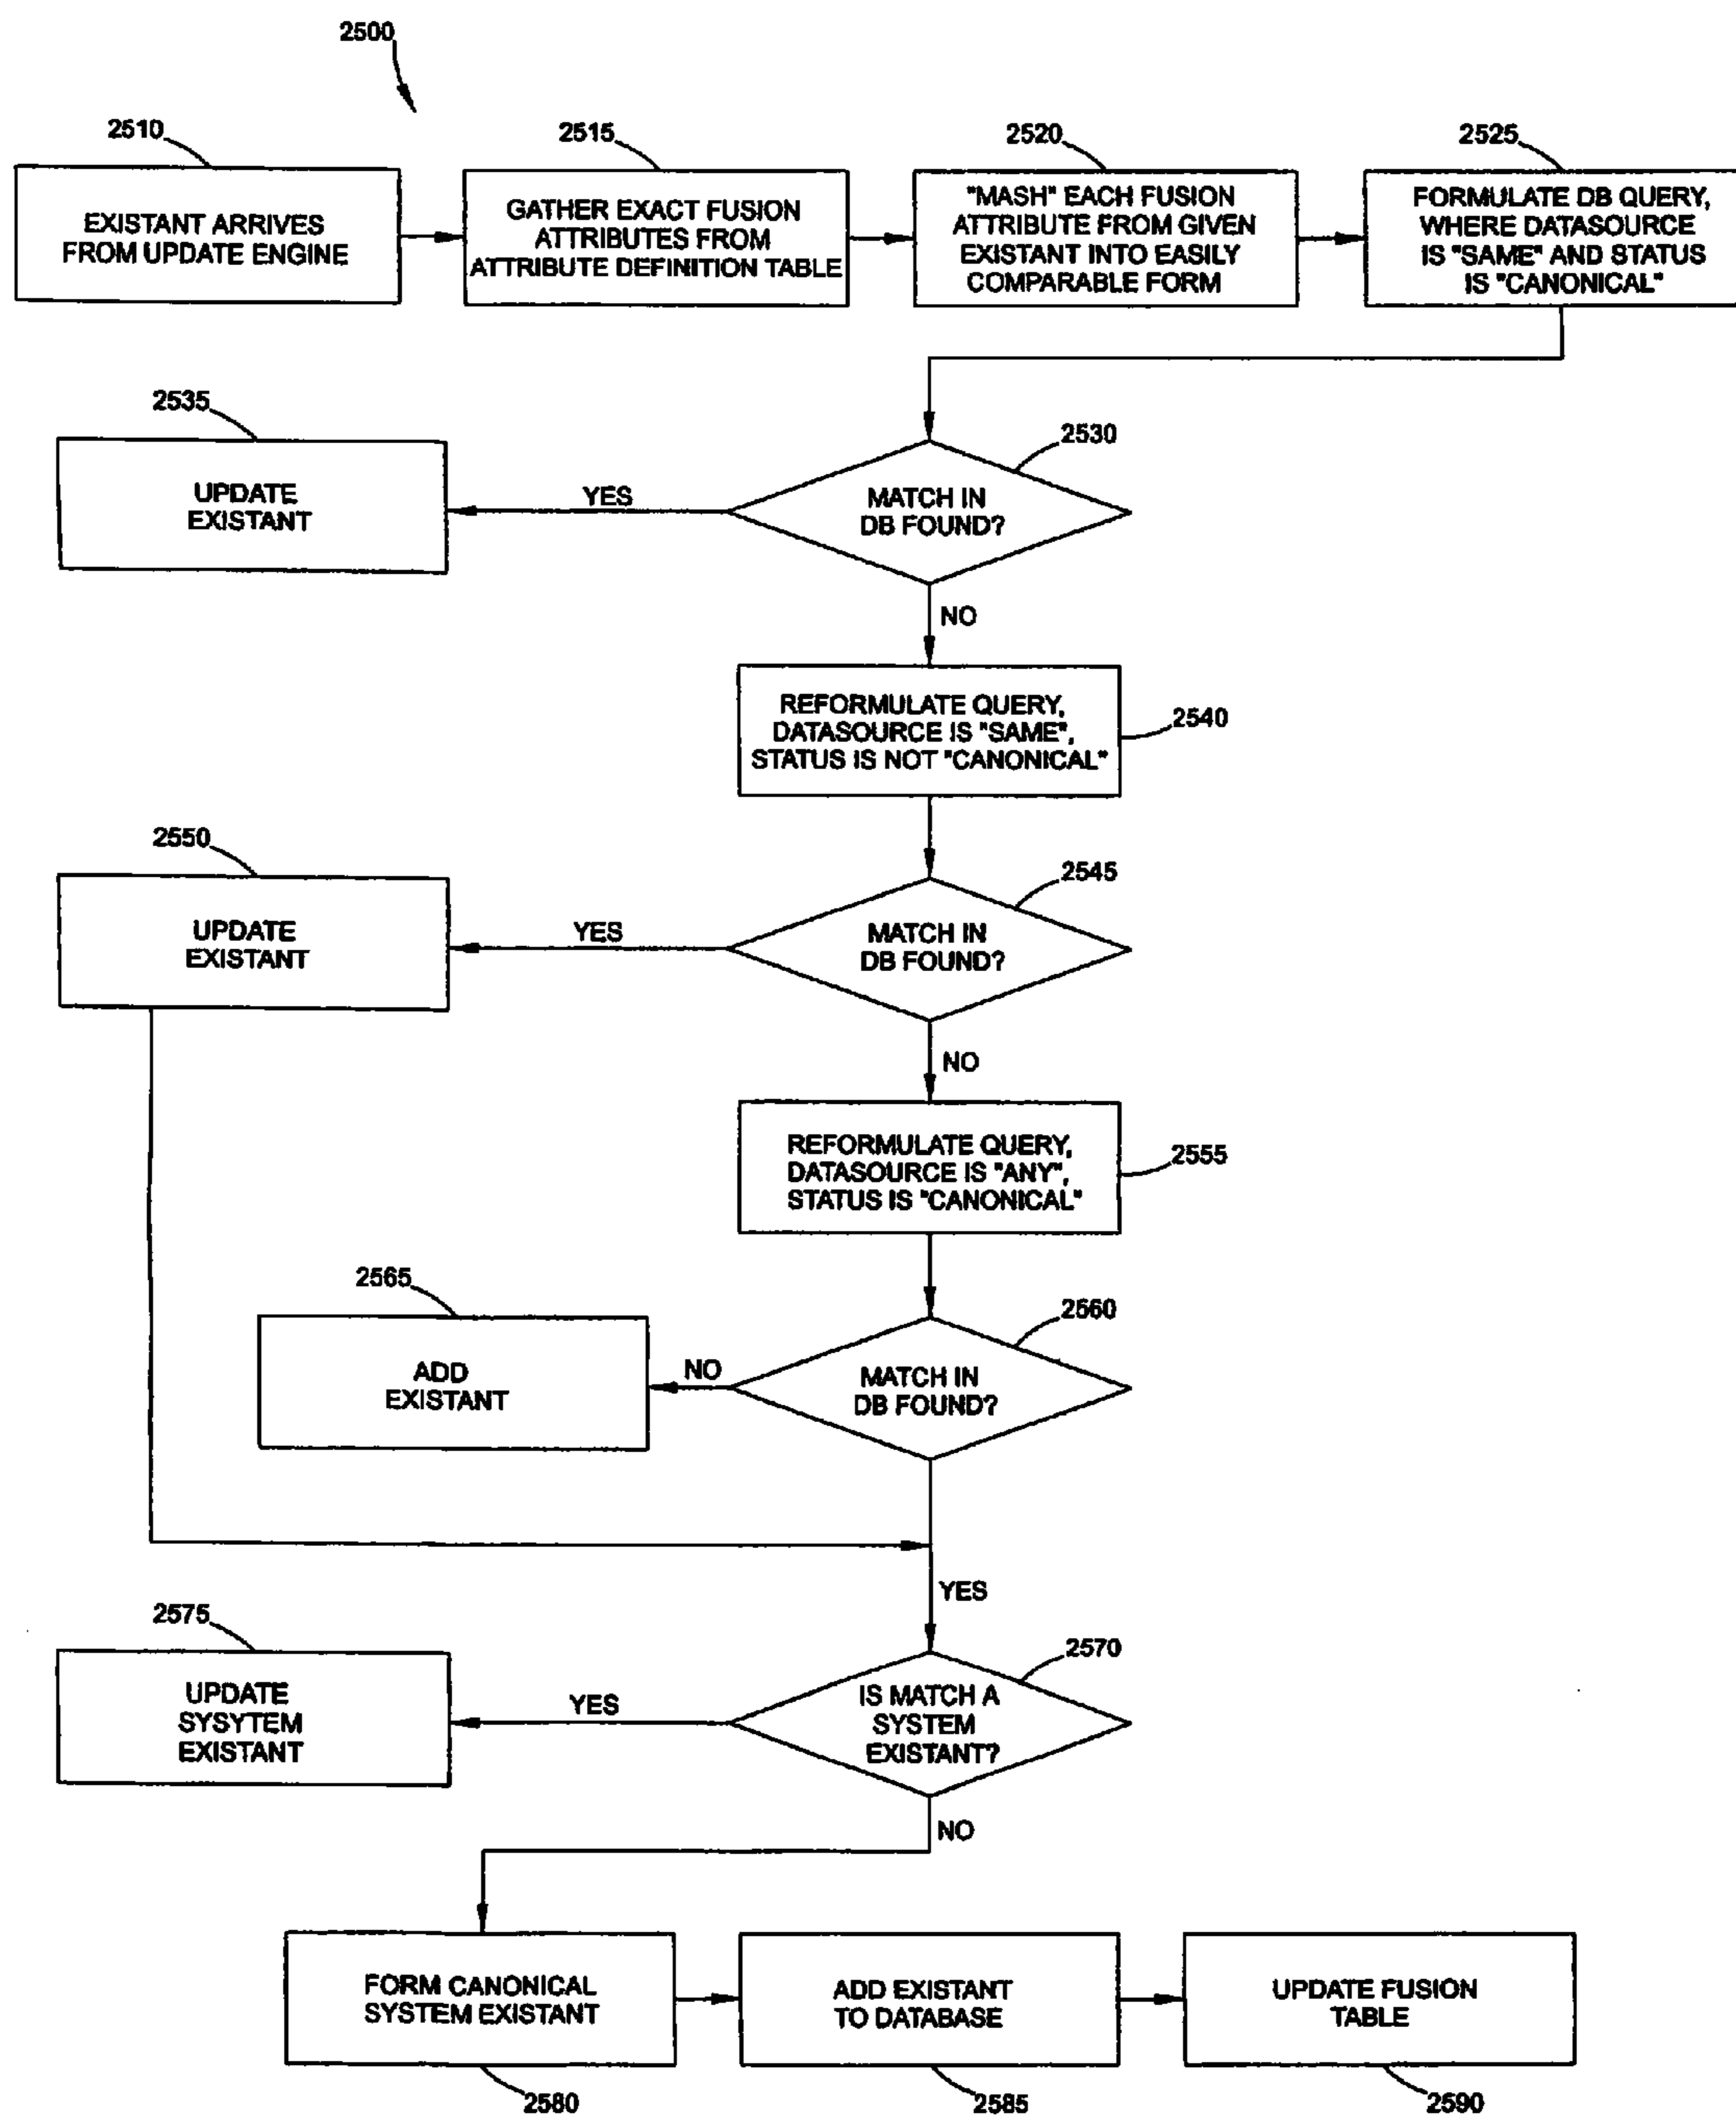 2500
2510
EXISTANT ARRIVES
FROM UPDATE ENGINE
2515
GATHER EXACT FUSION
ATTRIBUTES FROM
ATTRIBUTE DEFINITION TABLE
2520
"MASH" EACH FUSION
ATTRIBUTE FROM GIVEN
EXISTANT INTO EASILY
COMPARABLE FORM
2525
FORMULATE DB QUERY,
WHERE DATASOURCE
IS "SAME" AND STATUS
IS "CANONICAL"
2535
UPDATE
EXISTANT
YES
2530
MATCH IN
DB FOUND?
NO
REFORMULATE QUERY,
DATASOURCE IS "SAME",
STATUS IS NOT "CANONICAL"
2540
2550
UPDATE
EXISTANT
YES
2545
MATCH IN
DB FOUND?
NO
REFORMULATE QUERY,
DATASOURCE IS "ANY",
STATUS IS "CANONICAL"
2555
2565
ADD
EXISTANT
NO
2560
MATCH IN
DB FOUND?
YES
2575
UPDATE
SYSYTEM
EXISTANT
YES
2570
IS MATCH A
SYSTEM
EXISTANT?
NO
FORM CANONICAL
SYSTEM EXISTANT
2580
ADD EXISTANT
TO DATABASE
2585
UPDATE FUSION
TABLE
2590